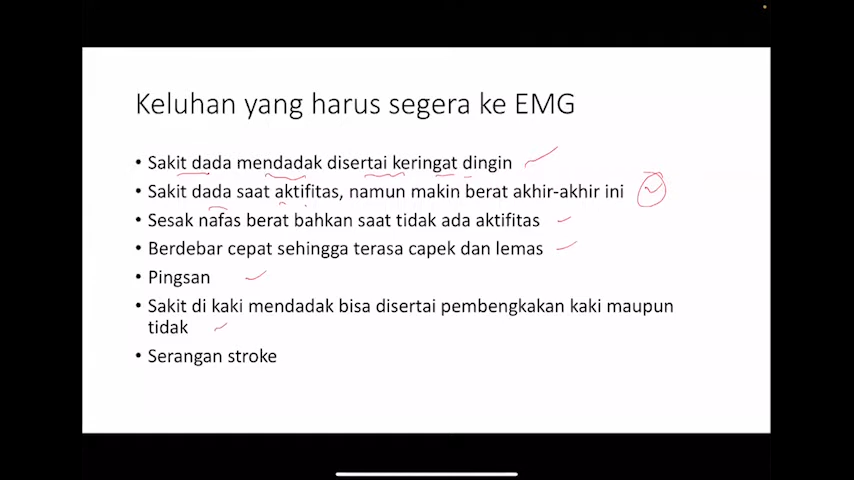 Keluhan yang harus segera ke EMG
• Sakit dada mendadak disertai keringat dingin
• Sakit dada saat aktifitas, namun makin berat akhir-akhir ini
• Sesak nafas berat bahkan saat tidak ada aktifitas
• Berdebar cepat sehingga terasa capek dan lemas
• Pingsan
• Sakit di kaki mendadak bisa disertai pembengkakan kaki maupun
tidak
• Serangan stroke